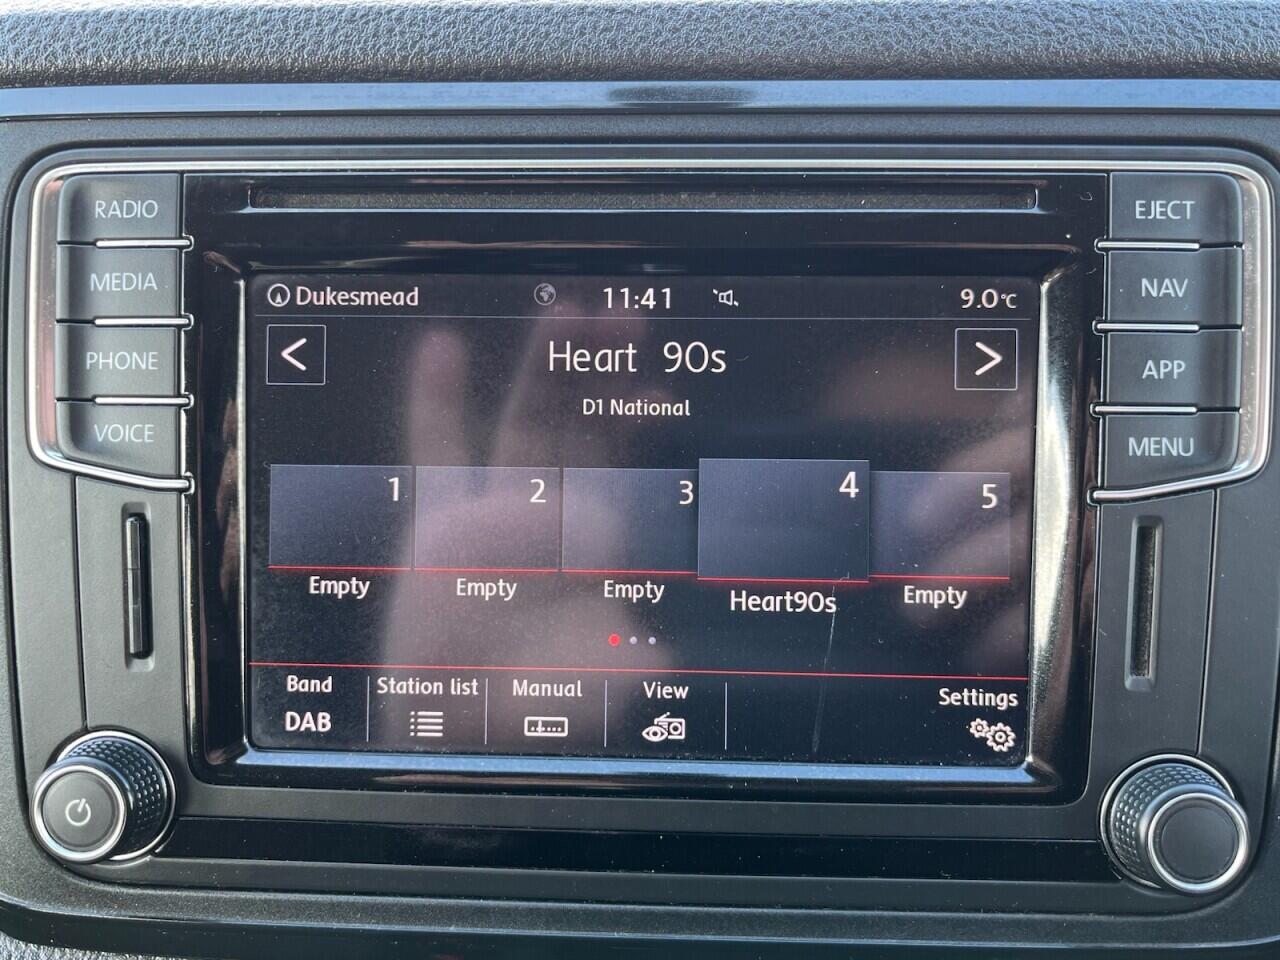 RADIO
MEDIA
PHONE
VOICE
Dukesmead 11:41 9.0°C
< Heart 90s >
D1 National
1 2 3 4 5
Empty Empty Empty Heart90s Empty
Band Station list Manual View Settings
DAB
EJECT
NAV
APP
MENU